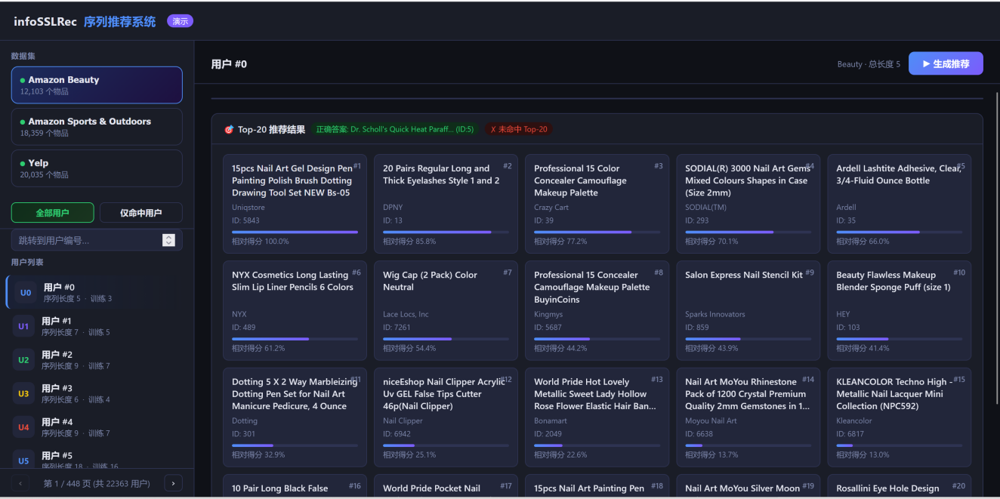 infoSSLRec 序列推荐系统 演示
数据集
Amazon Beauty
12,103 个物品
Amazon Sports & Outdoors
18,359 个物品
Yelp
20,035 个物品
全部用户
仅命中用户
跳转到用户编号...
用户列表
U0
用户 #0
序列长度 5 · 训练 3
U1
用户 #1
序列长度 7 · 训练 5
U2
用户 #2
序列长度 9 · 训练 7
U3
用户 #3
序列长度 6 · 训练 4
U4
用户 #4
序列长度 9 · 训练 7
U5
用户 #5
序列长度 18 · 训练 16
‹ 第 1 / 448 页 (共 22363 用户) ›
用户 #0
Beauty · 总长度 5
▶ 生成推荐
🎯 Top-20 推荐结果 正确答案: Dr. Scholl's Quick Heat Paraff... (ID:5) ✗ 未命中 Top-20
15pcs Nail Art Gel Design Pen #1
Painting Polish Brush Dotting
Drawing Tool Set NEW Bs-05
Uniqstore
ID: 5843
相对得分 100.0%
20 Pairs Regular Long and #2
Thick Eyelashes Style 1 and 2
DPNY
ID: 13
相对得分 85.8%
Professional 15 Color #3
Concealer Camouflage
Makeup Palette
Crazy Cart
ID: 39
相对得分 77.2%
SODIAL(R) 3000 Nail Art Gems #4
Mixed Colours Shapes in Case
(Size 2mm)
SODIAL(TM)
ID: 293
相对得分 70.1%
Ardell Lashtite Adhesive, Clear, #5
3/4-Fluid Ounce Bottle
Ardell
ID: 35
相对得分 66.0%
NYX Cosmetics Long Lasting #6
Slim Lip Liner Pencils 6 Colors
NYX
ID: 489
相对得分 61.2%
Wig Cap (2 Pack) Color #7
Neutral
Lace Locs, Inc
ID: 7261
相对得分 54.4%
Professional 15 Concealer #8
Camouflage Makeup Palette
BuyinCoins
Kingmys
ID: 5687
相对得分 44.2%
Salon Express Nail Stencil Kit #9
Sparks Innovators
ID: 859
相对得分 43.9%
Beauty Flawless Makeup #10
Blender Sponge Puff (size 1)
HEY
ID: 103
相对得分 41.4%
Dotting 5 X 2 Way Marbleizing #11
Dotting Pen Set for Nail Art
Manicure Pedicure, 4 Ounce
Dotting
ID: 301
相对得分 32.9%
niceEshop Nail Clipper Acrylic #12
Uv GEL False Tips Cutter
46p(Nail Clipper)
Nail Clipper
ID: 6942
相对得分 25.1%
World Pride Hot Lovely #13
Metallic Sweet Lady Hollow
Rose Flower Elastic Hair Ban...
Bonamart
ID: 2049
相对得分 22.6%
Nail Art MoYou Rhinestone #14
Pack of 1200 Crystal Premium
Quality 2mm Gemstones in 1...
Moyou Nail Art
ID: 6638
相对得分 13.7%
KLEANCOLOR Techno High - #15
Metallic Nail Lacquer Mini
Collection (NPC592)
Kleancolor
ID: 6817
相对得分 13.0%
10 Pair Long Black False #16
World Pride Pocket Nail #17
15pcs Nail Art Painting Pen #18
Nail Art MoYou Silver Moon #19
Rosallini Eye Hole Design #20